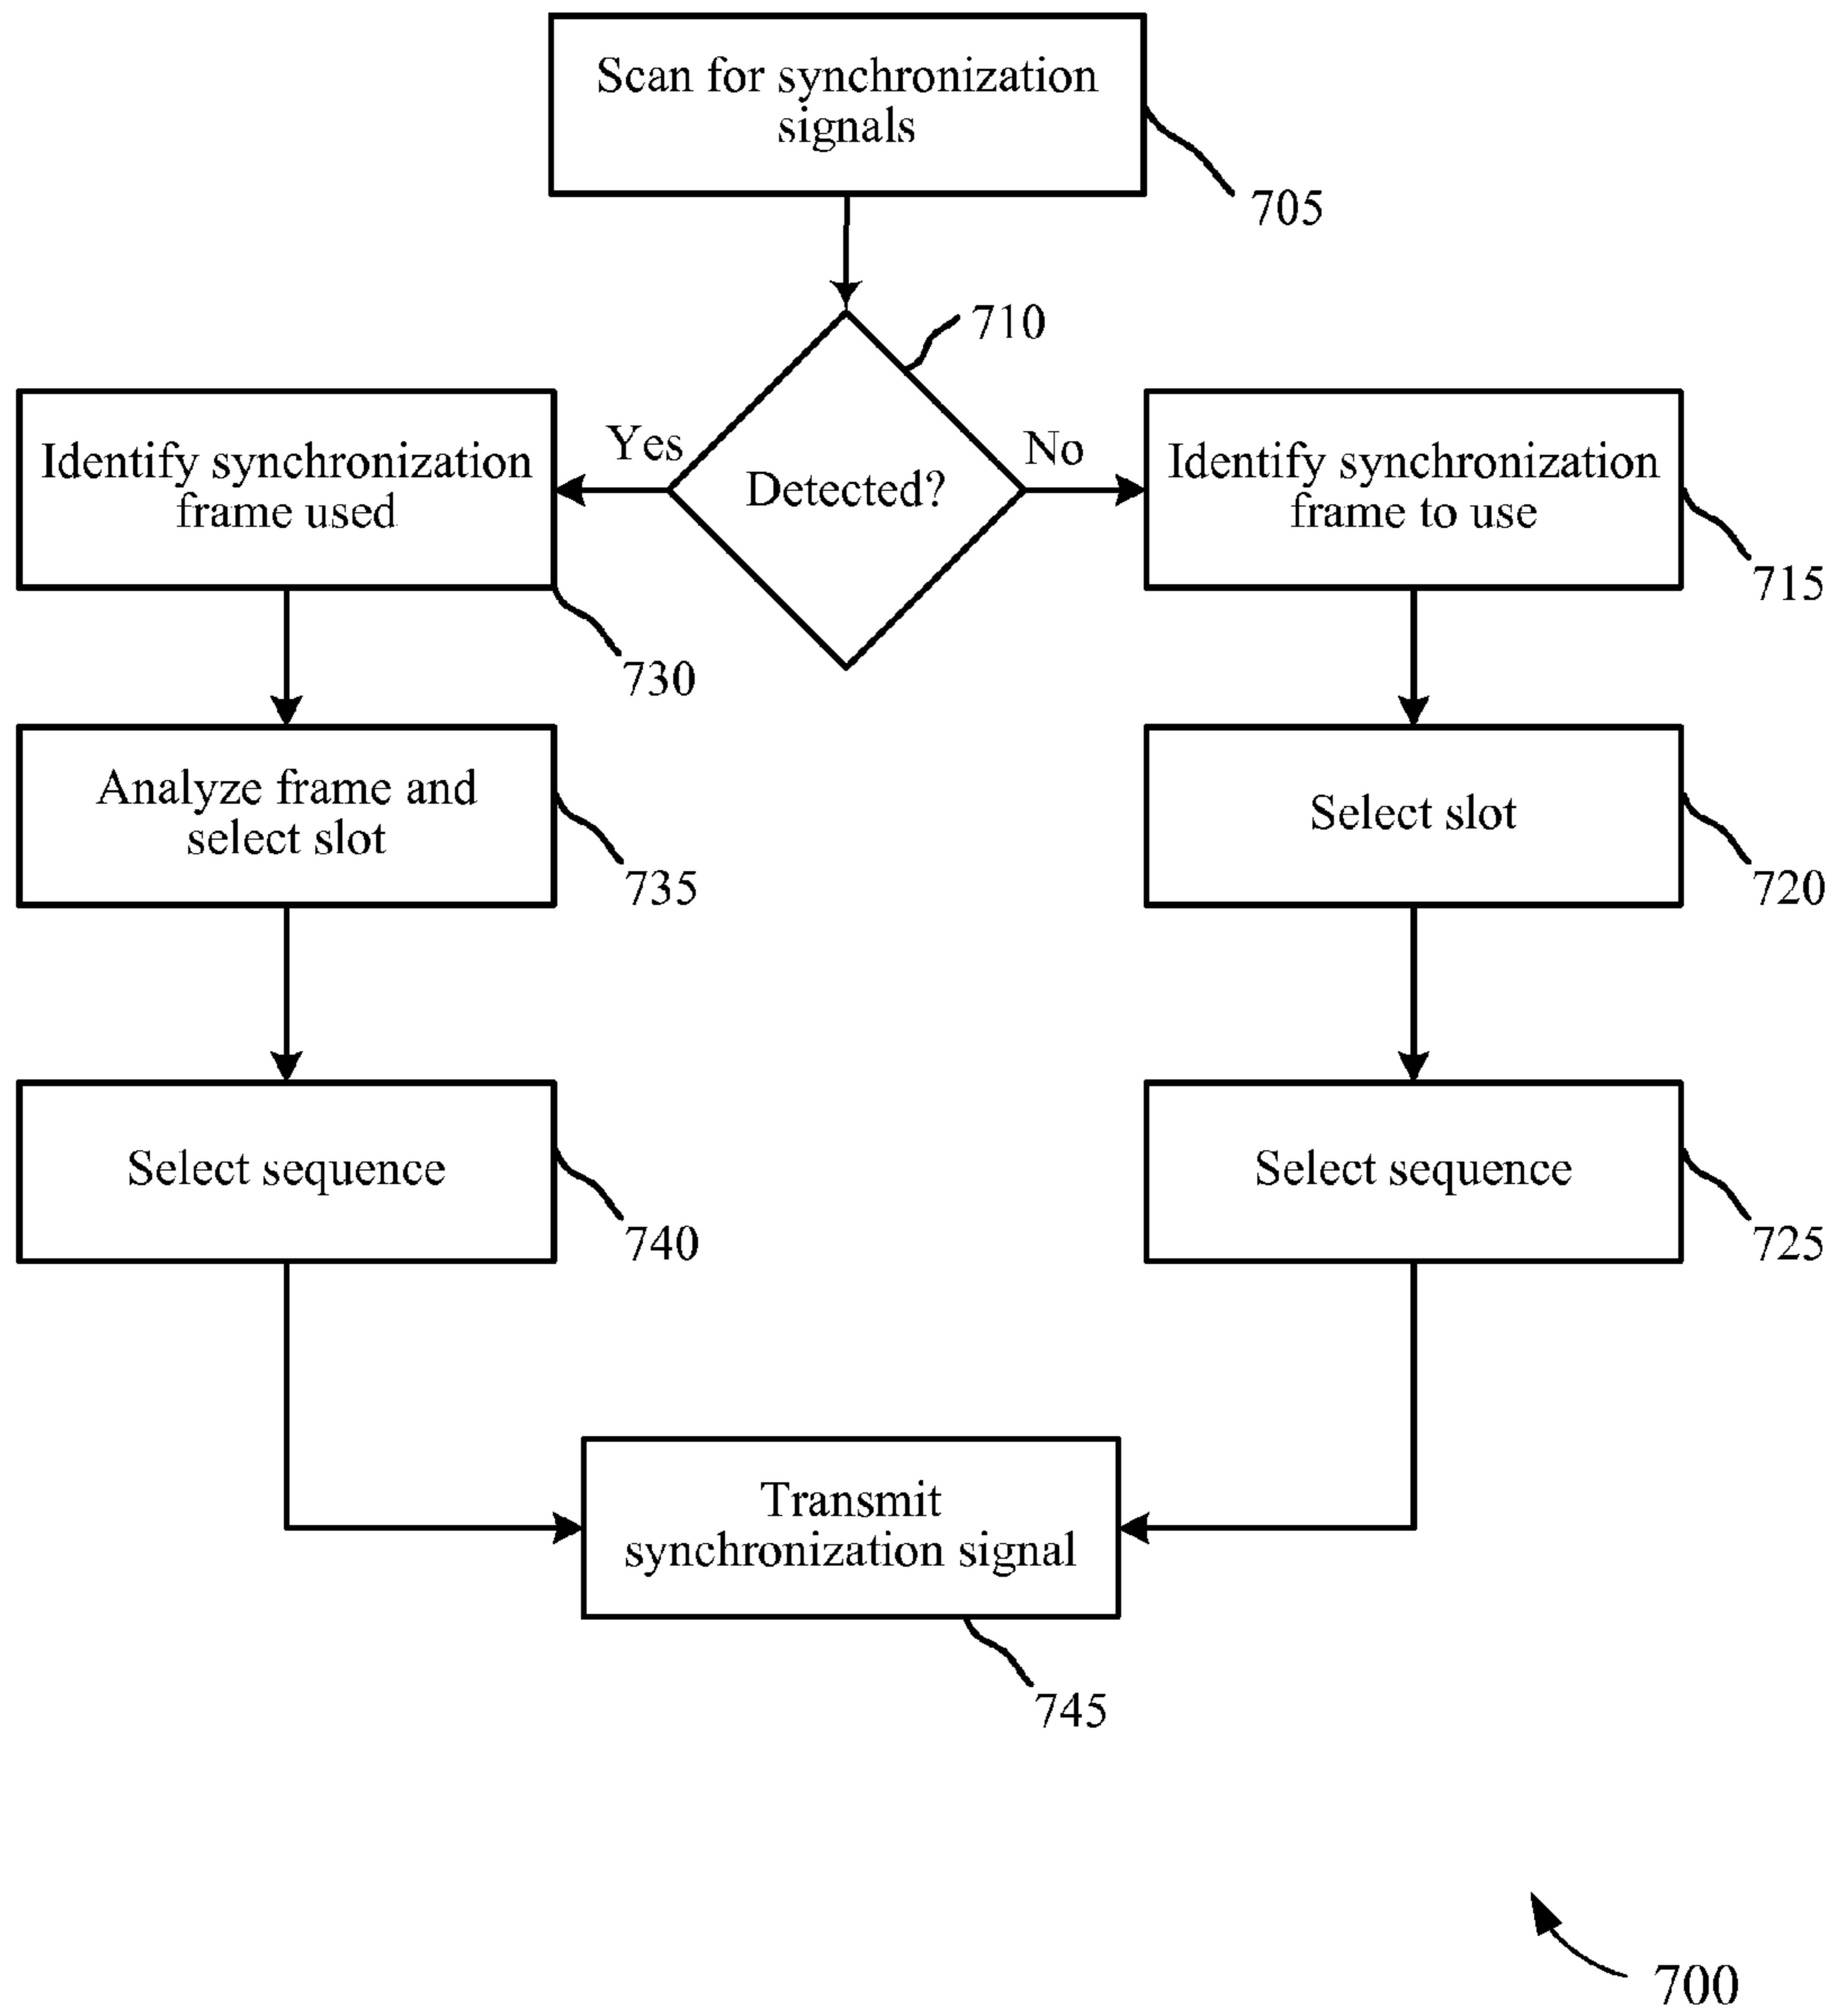 Scan for synchronization
signals
705
710
Yes
No
Detected?
Identify synchronization
frame used
730
Identify synchronization
frame to use
715
Analyze frame and
select slot
735
Select slot
720
Select sequence
740
Select sequence
725
Transmit
synchronization signal
745
700